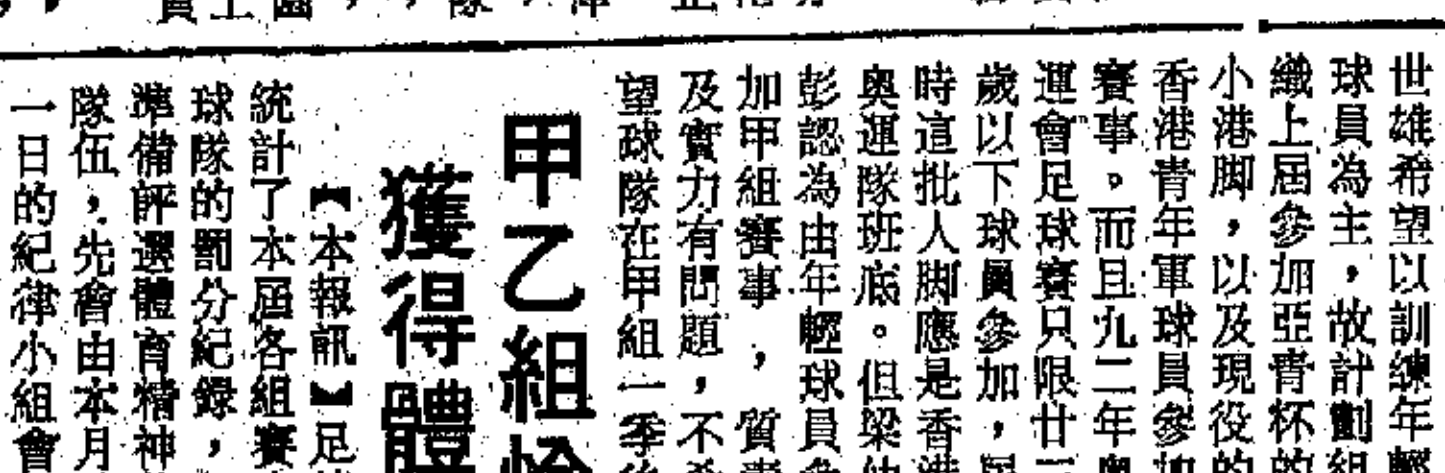 世雄希望以訓練年輕
球員為主，故計劃組
織上屆參加亞青杯的
小港脚，以及現役的
香港青年軍球員參加
賽事。而且九二年奧
運會足球賽只限廿三
歲以下球員參加，屆
時這批人脚應是香港
奧運隊班底。但梁
彭認為由年輕球員參
加甲組賽事，質素
及實力有問題，不希
望球隊在甲組一季後
甲乙組
獲得體
【本報訊】足
統計了本屆各組賽
球隊的罰分紀錄，
準備評選體育精神
隊伍，先會由本月
一日的紀律小組會